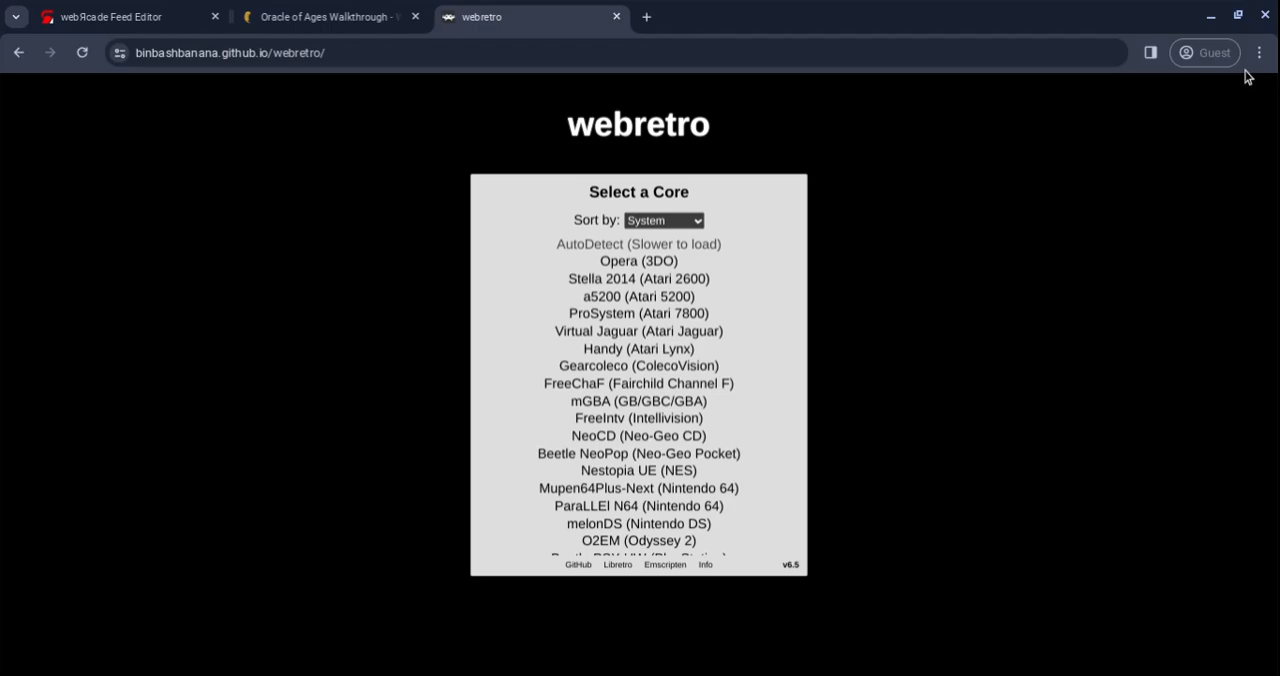 webЯcade Feed Editor
Oracle of Ages Walkthrough -
webretro
binbashbanana.github.io/webretro/
Guest
webretro
Select a Core
Sort by: System
AutoDetect (Slower to load)
Opera (3DO)
Stella 2014 (Atari 2600)
a5200 (Atari 5200)
ProSystem (Atari 7800)
Virtual Jaguar (Atari Jaguar)
Handy (Atari Lynx)
Gearcoleco (ColecoVision)
FreeChaF (Fairchild Channel F)
mGBA (GB/GBC/GBA)
FreeIntv (Intellivision)
NeoCD (Neo-Geo CD)
Beetle NeoPop (Neo-Geo Pocket)
Nestopia UE (NES)
Mupen64Plus-Next (Nintendo 64)
ParaLLEl N64 (Nintendo 64)
melonDS (Nintendo DS)
O2EM (Odyssey 2)
GitHub Libretro Emscripten Info v6.5